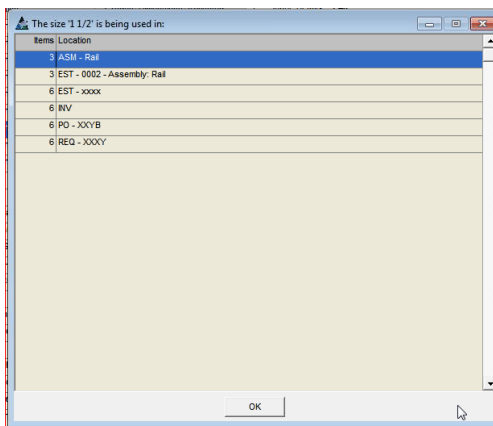 The size '1 1/2' is being used in:
Items Location
3 ASM - Rail
3 EST - 0002 - Assembly: Rail
6 EST - xxxx
6 INV
6 PO - XXYB
6 REQ - XXXY
OK